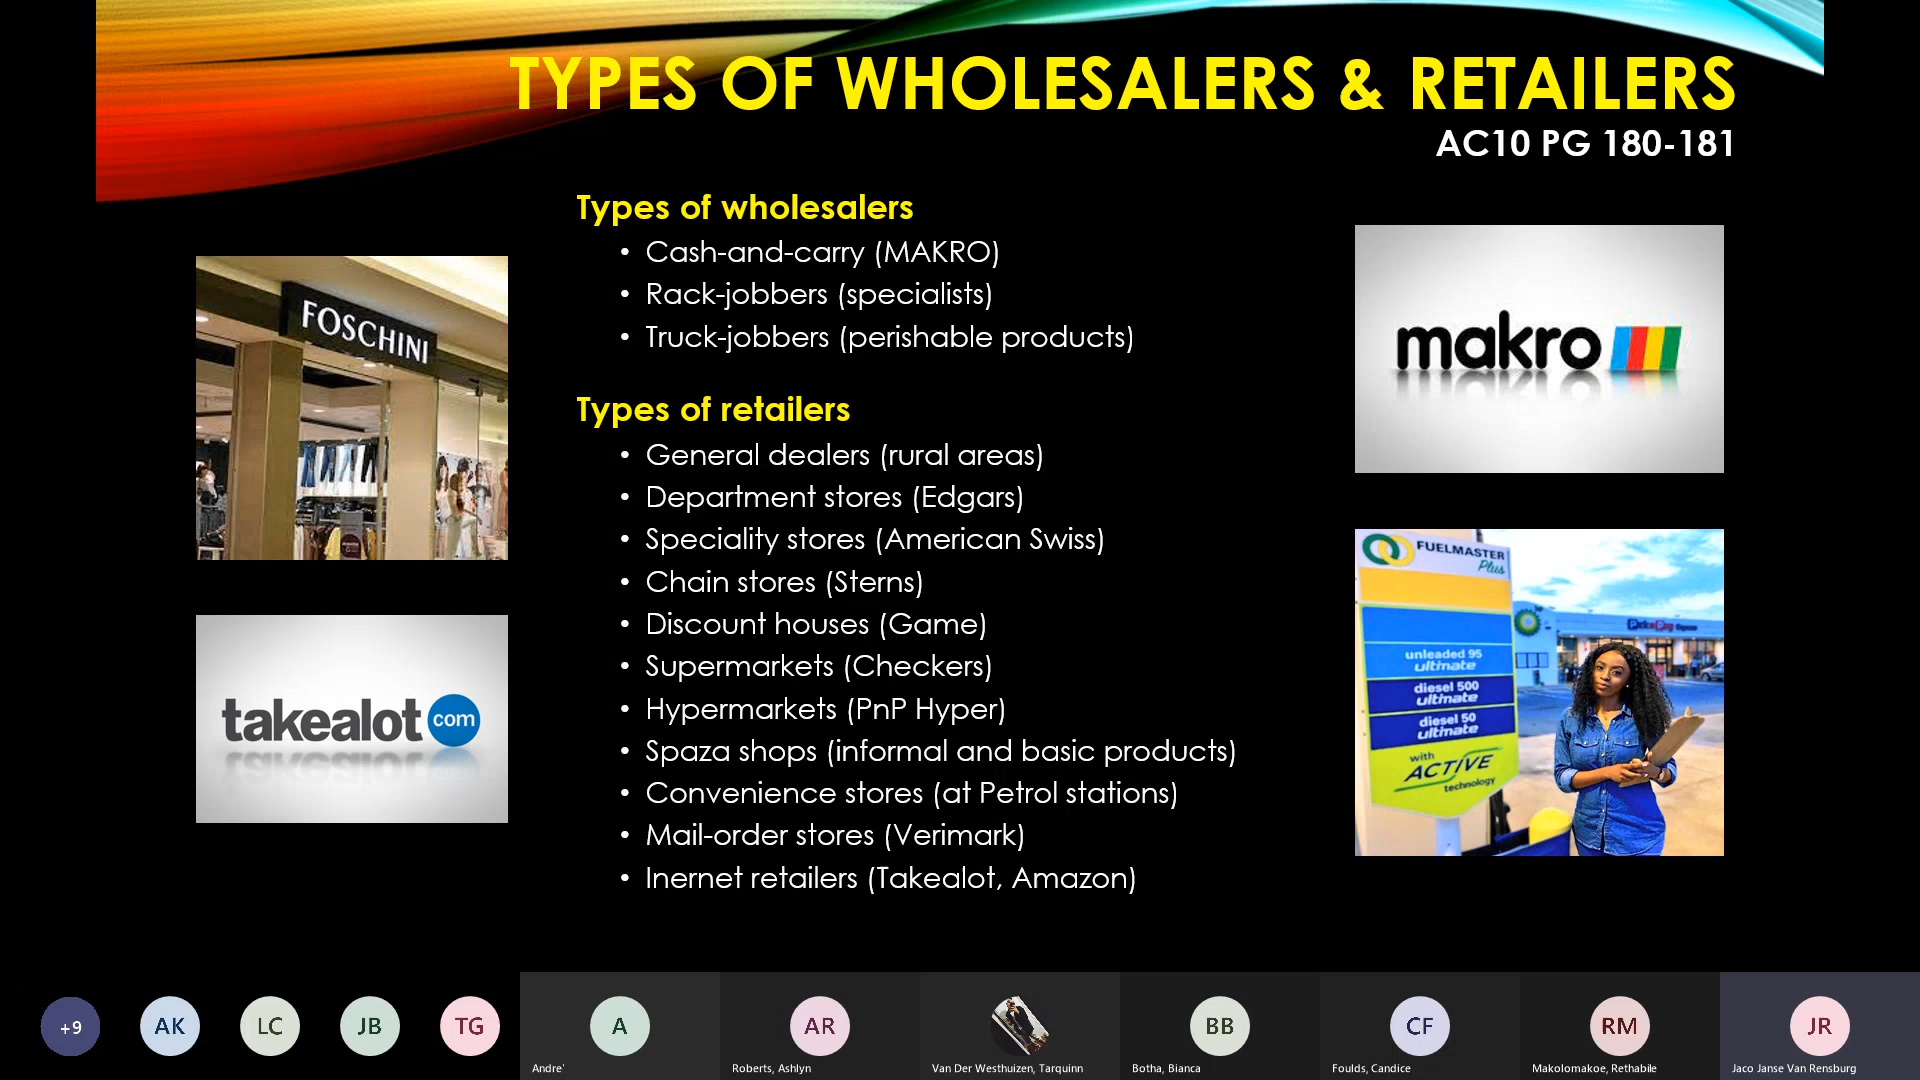 TYPES OF WHOLESALERS & RETAILERS
AC10 PG 180-181
Types of wholesalers
• Cash-and-carry (MAKRO)
• Rack-jobbers (specialists)
• Truck-jobbers (perishable products)
Types of retailers
• General dealers (rural areas)
• Department stores (Edgars)
• Speciality stores (American Swiss)
• Chain stores (Sterns)
• Discount houses (Game)
• Supermarkets (Checkers)
• Hypermarkets (PnP Hyper)
• Spaza shops (informal and basic products)
• Convenience stores (at Petrol stations)
• Mail-order stores (Verimark)
• Inernet retailers (Takealot, Amazon)
FOSCHINI
takealot com
makro
FUELMASTER
Plus
Pick n Pay
unleaded 95
ultimate
diesel 500
ultimate
diesel 50
ultimate
with
ACTIVE
technology
+9
AK
LC
JB
TG
A
AR
BB
CF
RM
JR
Andre'
Roberts, Ashlyn
Van Der Westhuizen, Tarquinn
Botha, Bianca
Foulds, Candice
Makolomakoe, Rethabile
Jaco Janse Van Rensburg